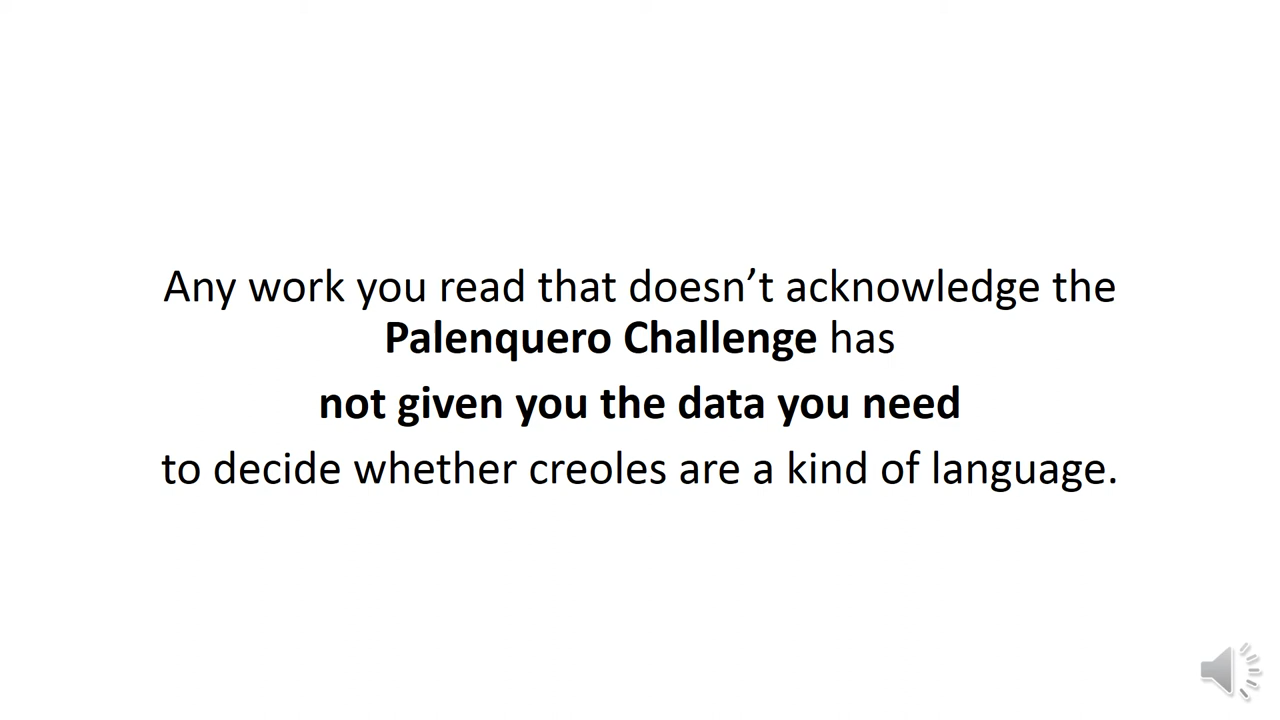 Any work you read that doesn’t acknowledge the
Palenquero Challenge has
not given you the data you need
to decide whether creoles are a kind of language.